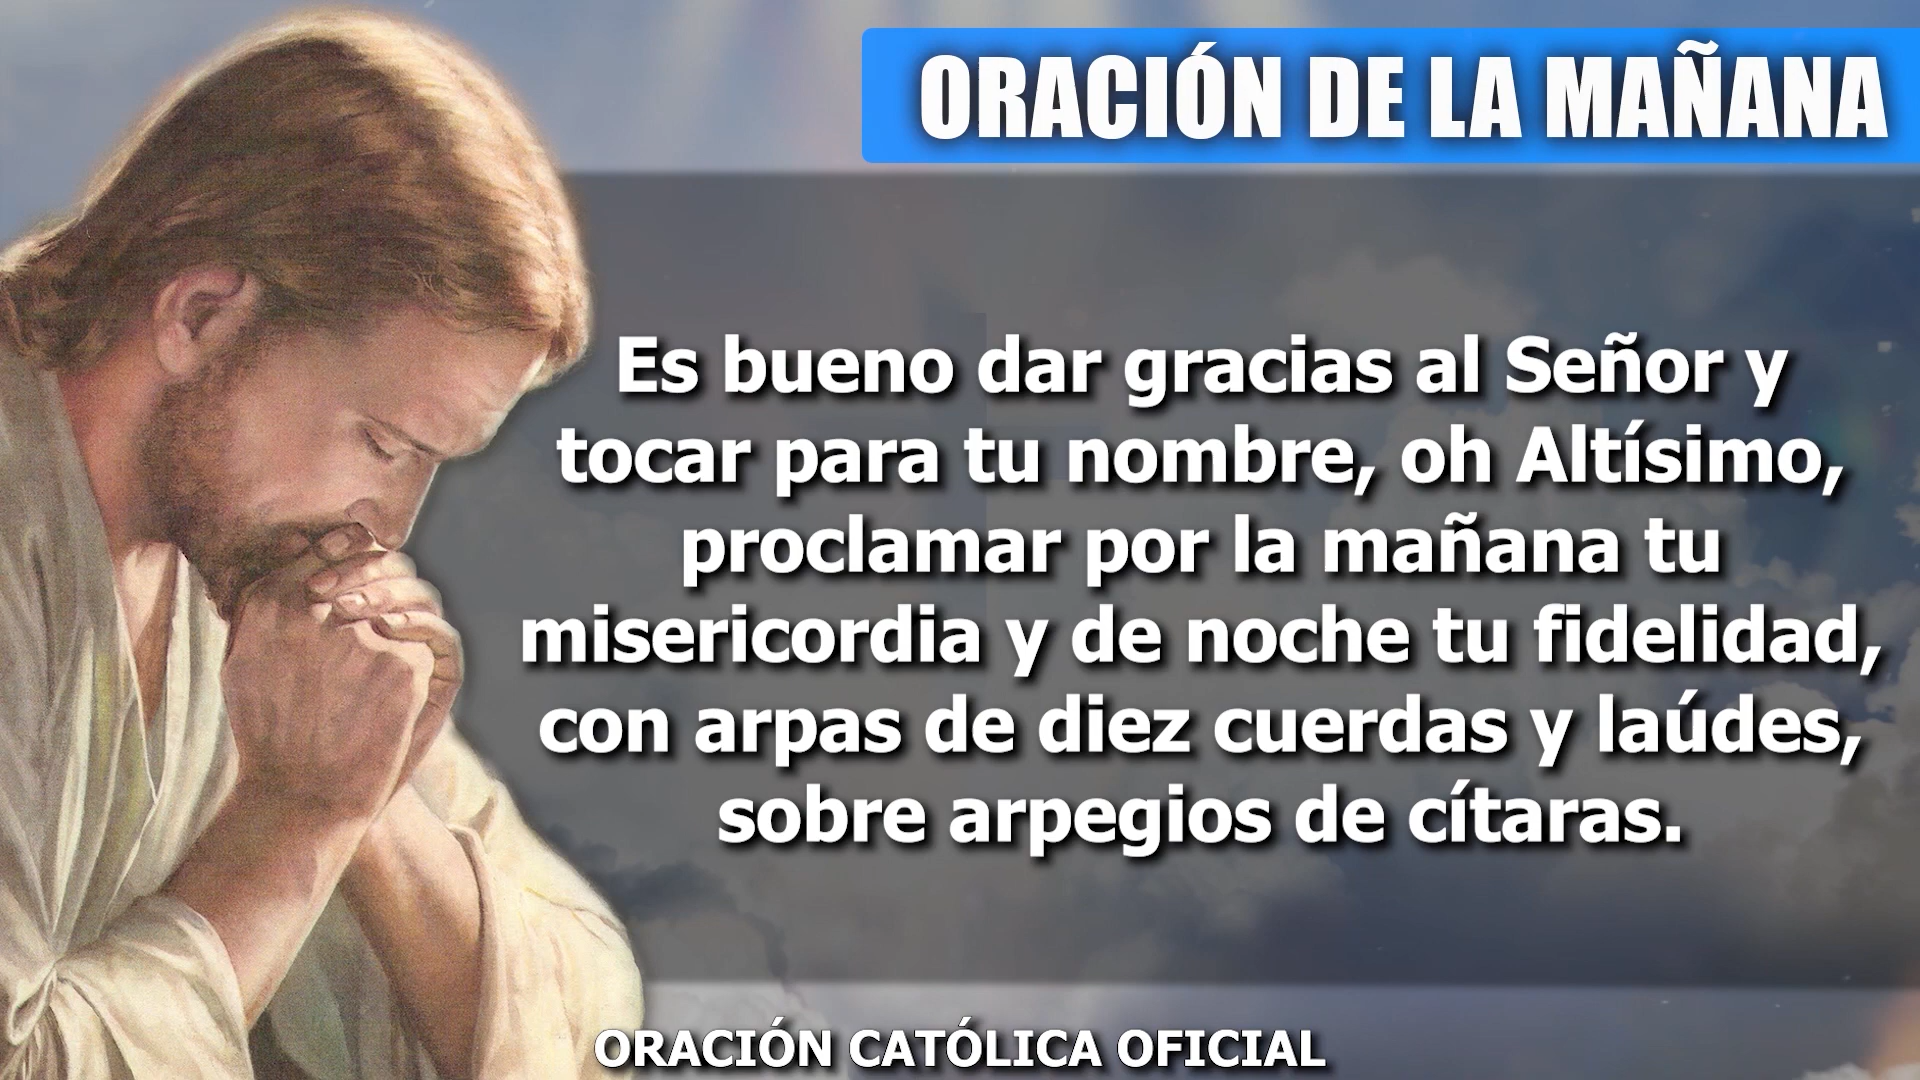 ORACIÓN DE LA MAÑANA
Es bueno dar gracias al Señor y
tocar para tu nombre, oh Altísimo,
proclamar por la mañana tu
misericordia y de noche tu fidelidad,
con arpas de diez cuerdas y laúdes,
sobre arpegios de cítaras.
ORACIÓN CATÓLICA OFICIAL